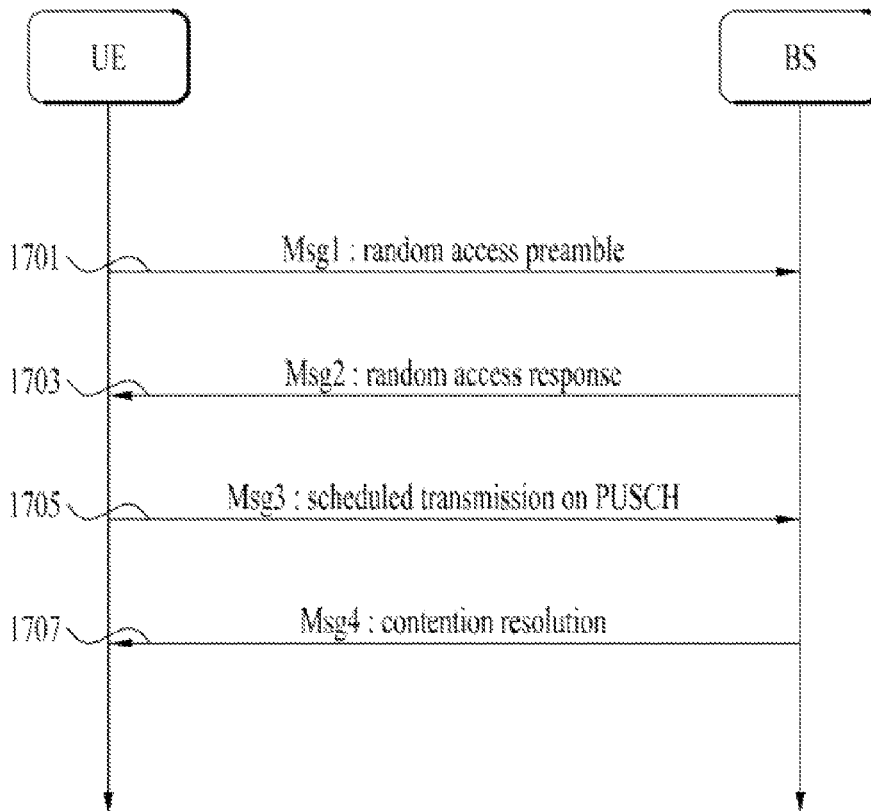 UE
BS
1701
Msg1 : random access preamble
1703
Msg2 : random access response
1705
Msg3 : scheduled transmission on PUSCH
1707
Msg4 : contention resolution